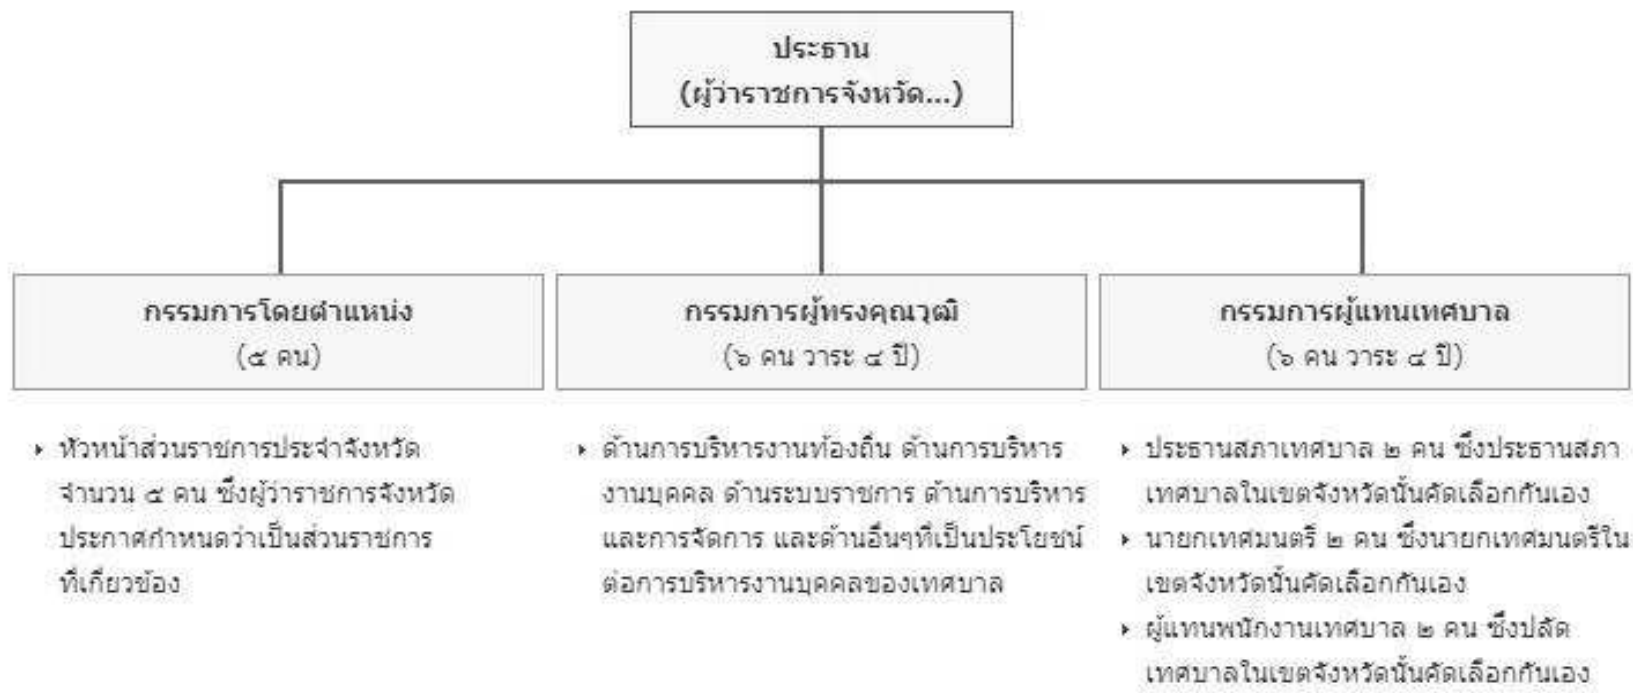 ประธาน
(ผู้ว่าราชการจังหวัด...)
กรรมการโดยตำแหน่ง
(๕ คน)
หัวหน้าส่วนราชการประจำจังหวัด
จำนวน ๕ คน ซึ่งผู้ว่าราชการจังหวัด
ประกาศกำหนดว่าเป็นส่วนราชการ
ที่เกี่ยวข้อง
กรรมการผู้ทรงคุณวุฒิ
(๖ คน วาระ ๔ ปี)
ด้านการบริหารงานท้องถิ่น ด้านการบริหาร
งานบุคคล ด้านระบบราชการ ด้านการบริหาร
และการจัดการ และด้านอื่นๆที่เป็นประโยชน์
ต่อการบริหารงานบุคคลของเทศบาล
กรรมการผู้แทนเทศบาล
(๖ คน วาระ ๔ ปี)
ประธานสภาเทศบาล ๒ คน ซึ่งประธานสภา
เทศบาลในเขตจังหวัดนั้นคัดเลือกกันเอง
นายกเทศมนตรี ๒ คน ซึ่งนายกเทศมนตรีใน
เขตจังหวัดนั้นคัดเลือกกันเอง
ผู้แทนพนักงานเทศบาล ๒ คน ซึ่งปลัด
เทศบาลในเขตจังหวัดนั้นคัดเลือกกันเอง